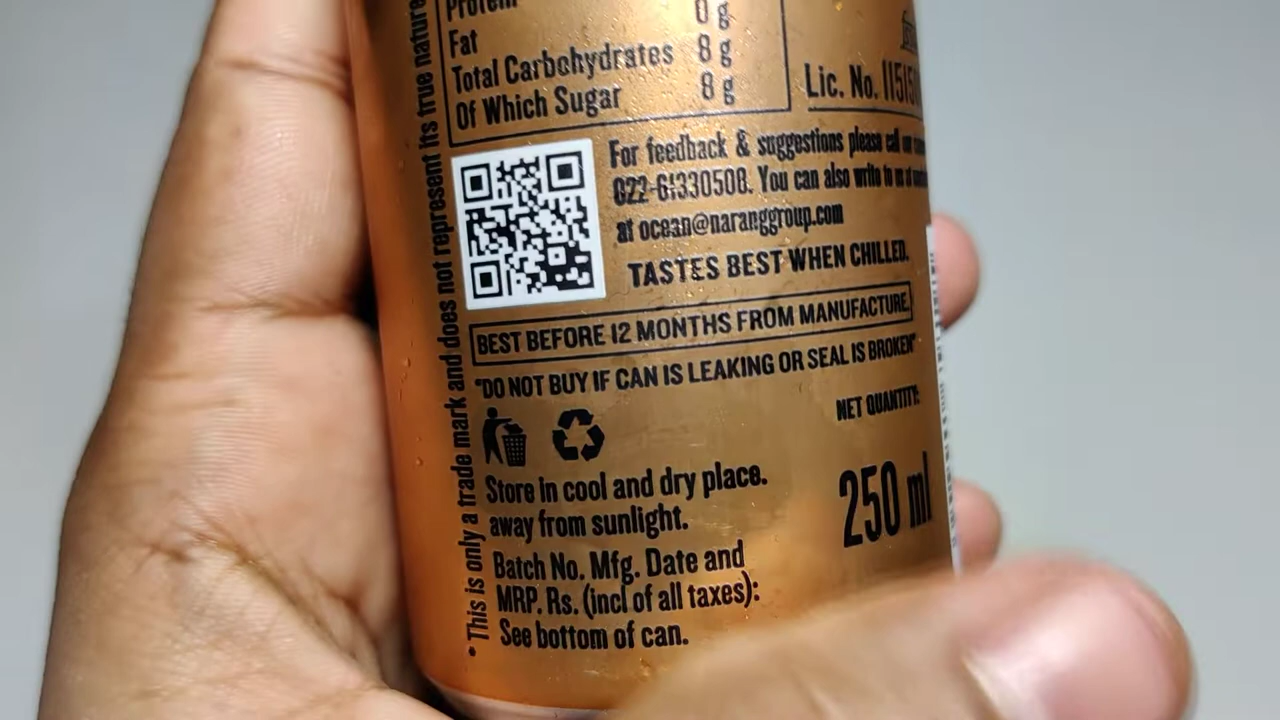 Protein 0 g
Fat 8 g
Total Carbohydrates 8 g
Of Which Sugar
Lic. No. 11515
For feedback & suggestions please call
022-61330508. You can also write to us at
at ocean@naranggroup.com
TASTES BEST WHEN CHILLED.
BEST BEFORE 12 MONTHS FROM MANUFACTURE.
"DO NOT BUY IF CAN IS LEAKING OR SEAL IS BROKEN"
NET QUANTITY:
250 ml
Store in cool and dry place.
away from sunlight.
Batch No. Mfg. Date and
MRP. Rs. (incl of all taxes):
See bottom of can.
• This is only a trade mark and does not represent its true nature